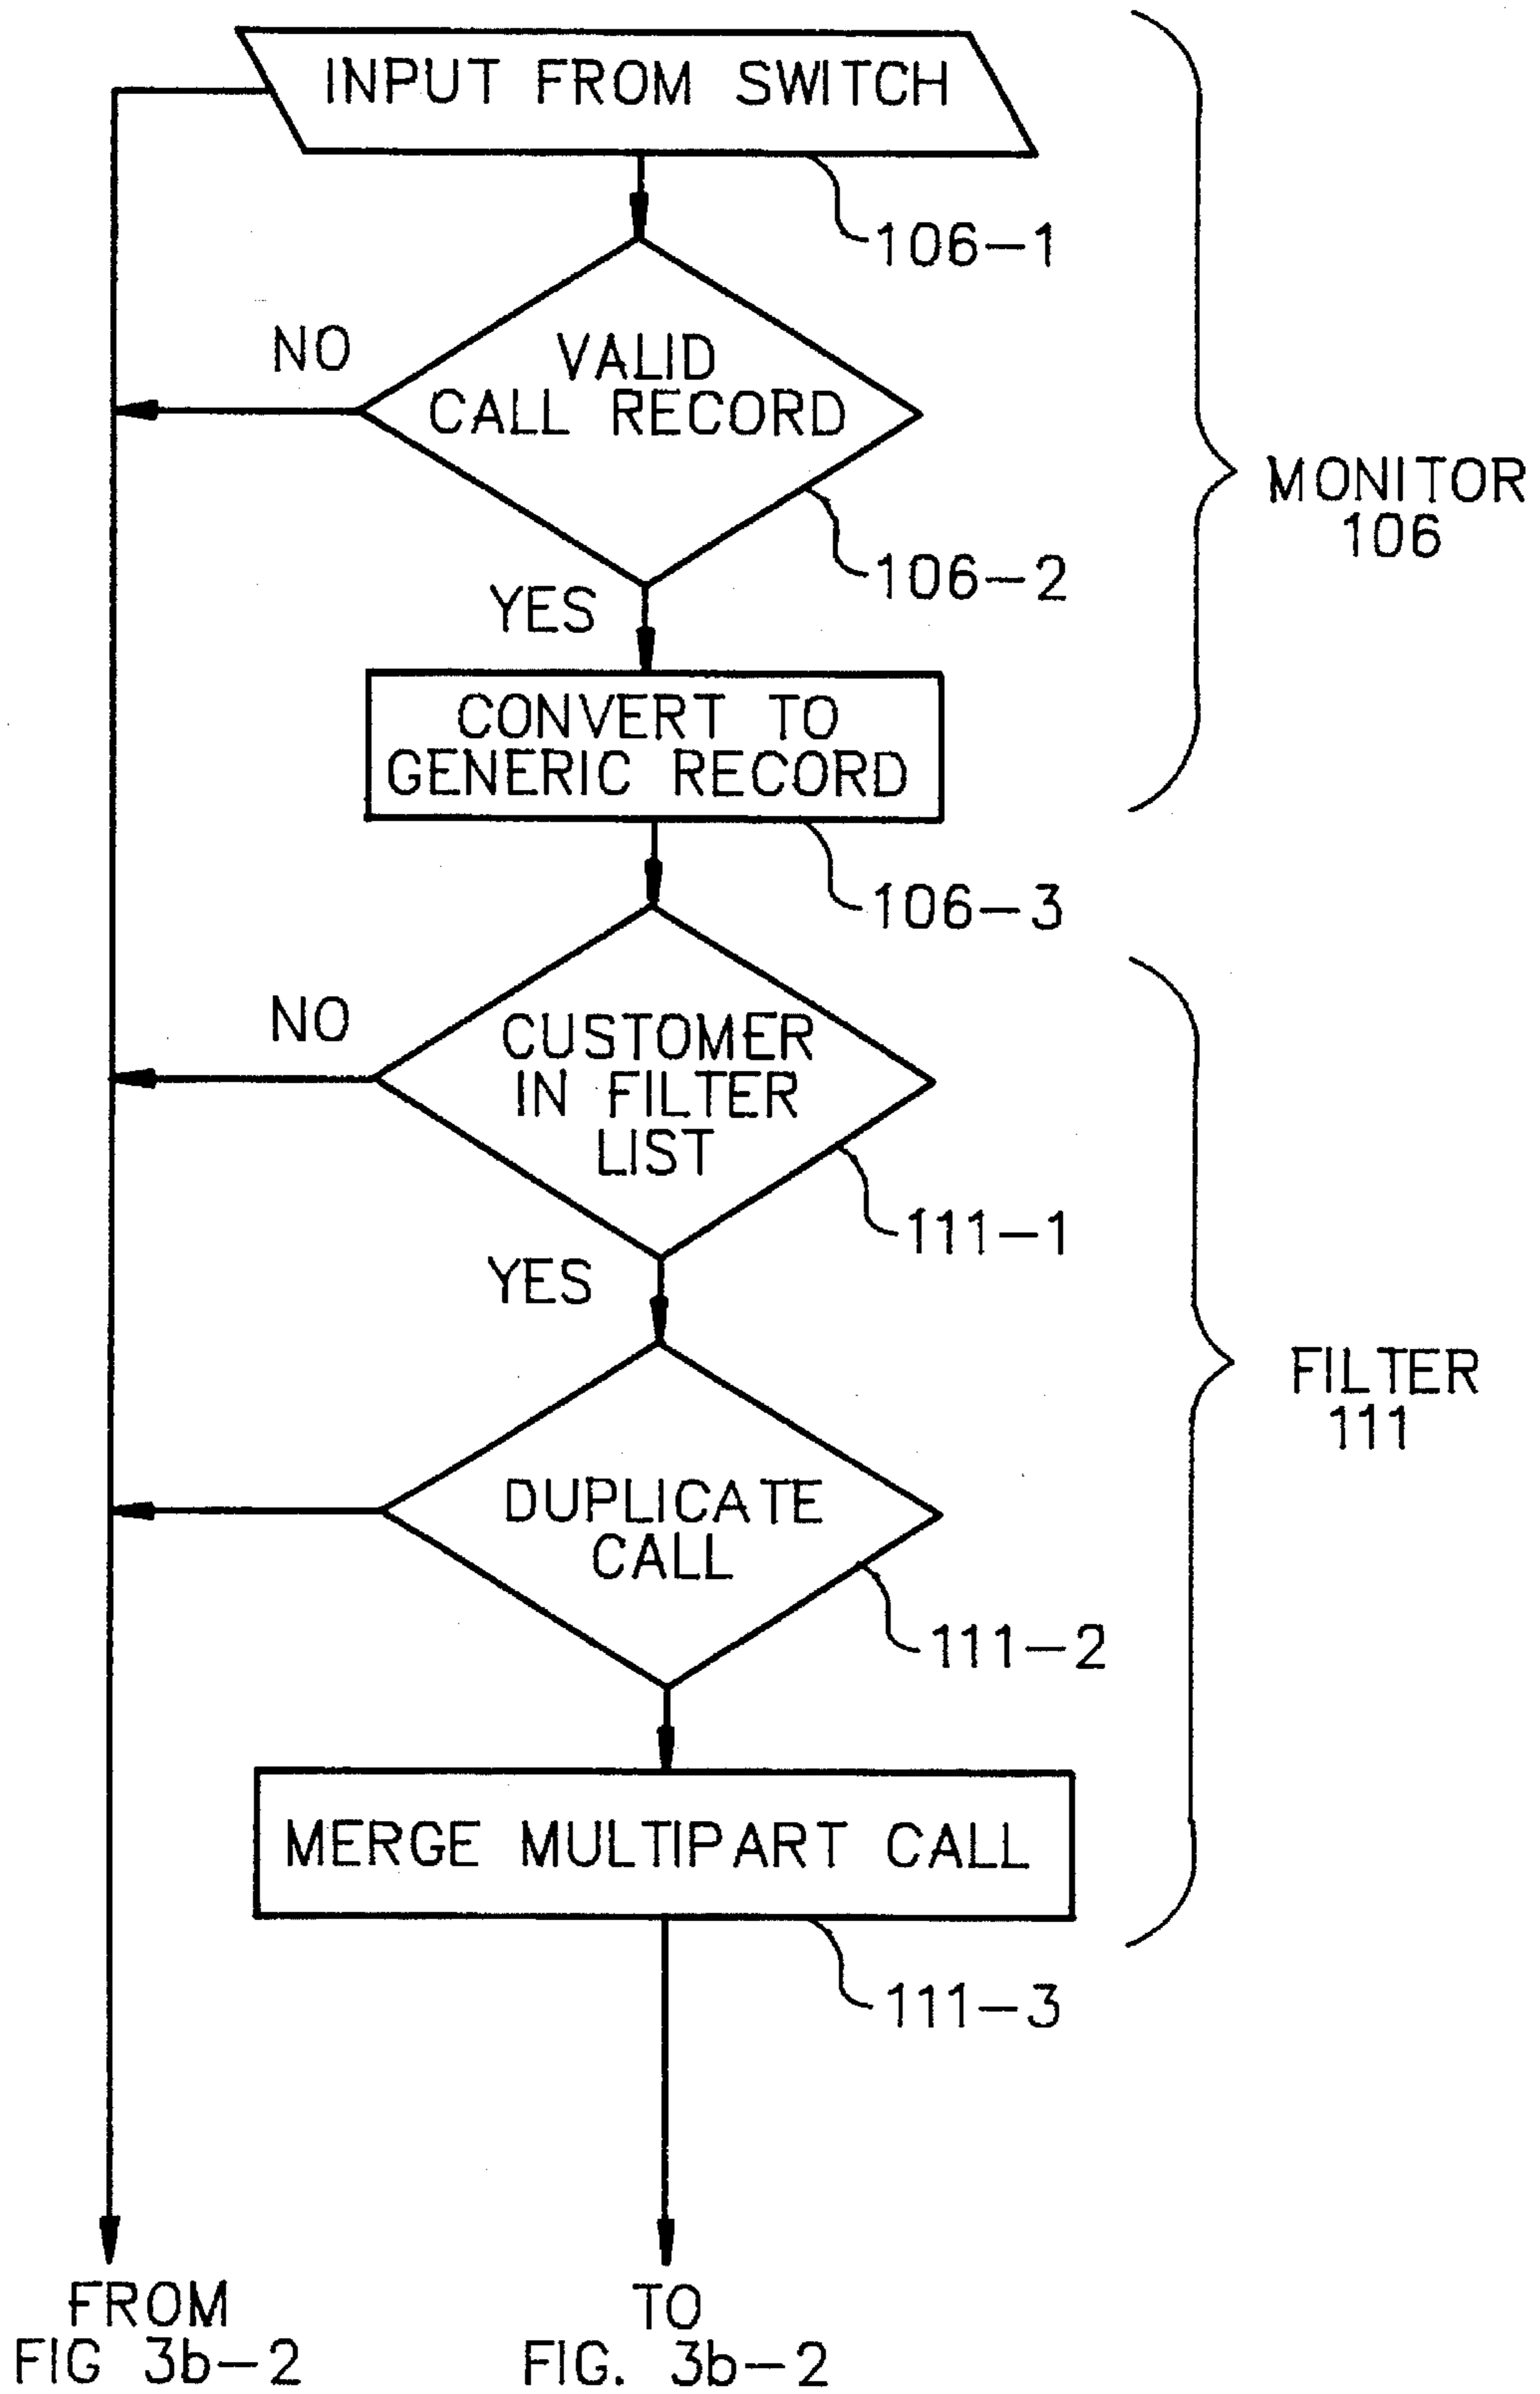 INPUT FROM SWITCH
106-1
NO
VALID
CALL RECORD
106-2
YES
MONITOR
106
CONVERT TO
GENERIC RECORD
106-3
NO
CUSTOMER
IN FILTER
LIST
111-1
YES
FILTER
111
DUPLICATE
CALL
111-2
MERGE MULTIPART CALL
111-3
FROM
FIG 3b-2
TO
FIG. 3b-2